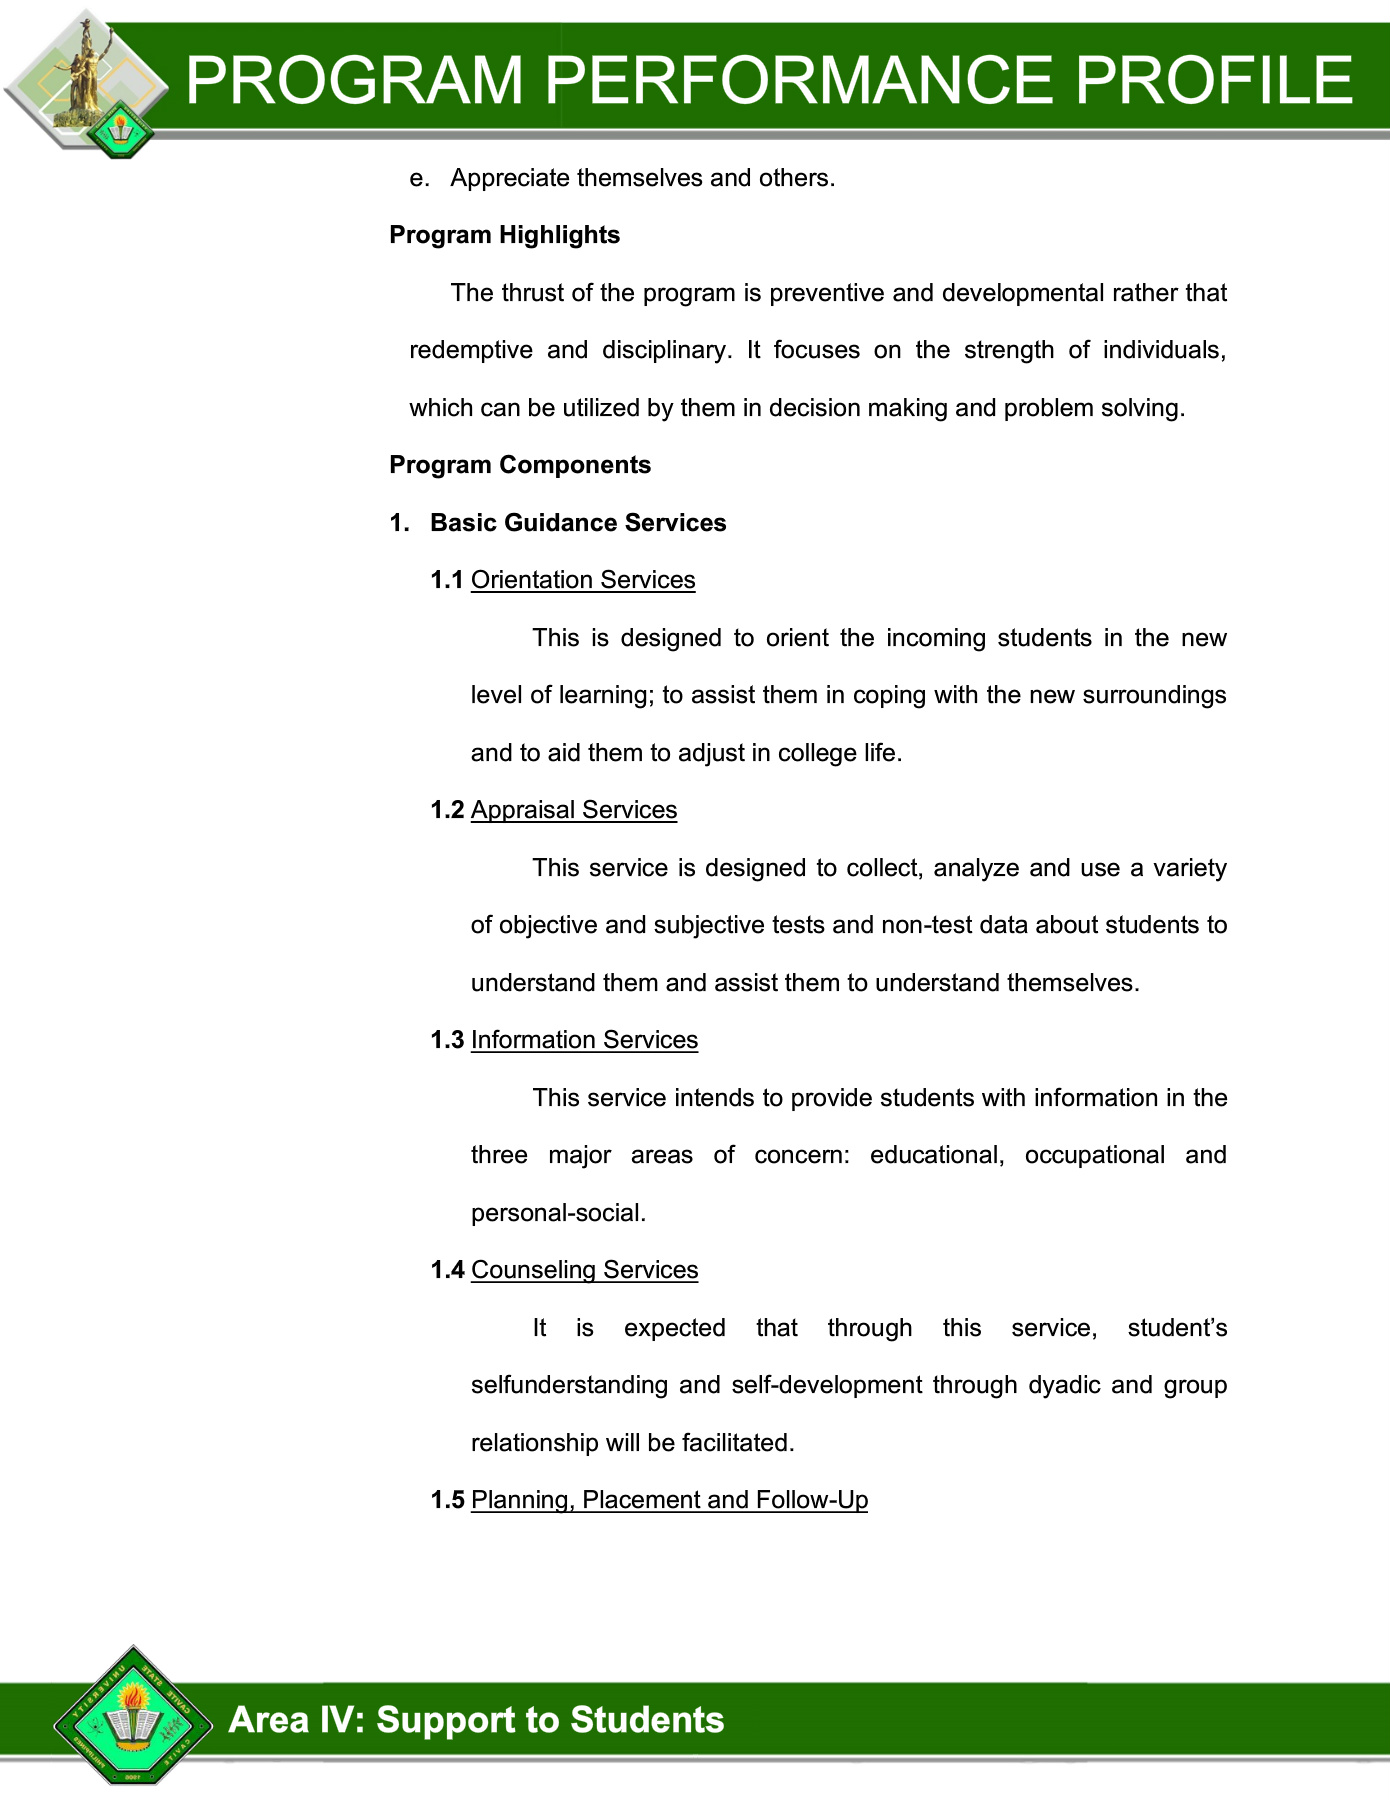 PROGRAM PERFORMANCE PROFILE
e. Appreciate themselves and others.
Program Highlights
The thrust of the program is preventive and developmental rather that
redemptive and disciplinary. It focuses on the strength of individuals,
which can be utilized by them in decision making and problem solving.
Program Components
1. Basic Guidance Services
1.1 Orientation Services
This is designed to orient the incoming students in the new
level of learning; to assist them in coping with the new surroundings
and to aid them to adjust in college life.
1.2 Appraisal Services
This service is designed to collect, analyze and use a variety
of objective and subjective tests and non-test data about students to
understand them and assist them to understand themselves.
1.3 Information Services
This service intends to provide students with information in the
three major areas of concern: educational, occupational and
personal-social.
1.4 Counseling Services
It is expected that through this service, student’s
selfunderstanding and self-development through dyadic and group
relationship will be facilitated.
1.5 Planning, Placement and Follow-Up
CAVITE STATE UNIVERSITY
CAVITE
PHILIPPINES
Area IV: Support to Students